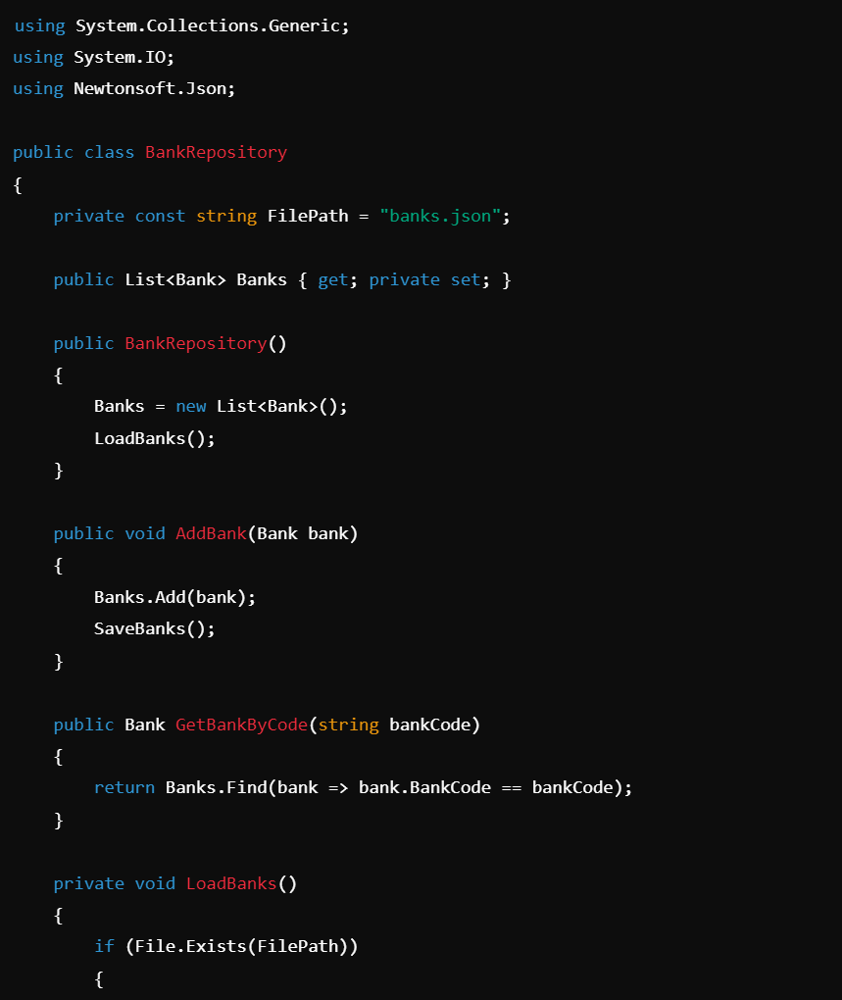 using System.Collections.Generic;
using System.IO;
using Newtonsoft.Json;

public class BankRepository
{
    private const string FilePath = "banks.json";

    public List<Bank> Banks { get; private set; }

    public BankRepository()
    {
        Banks = new List<Bank>();
        LoadBanks();
    }

    public void AddBank(Bank bank)
    {
        Banks.Add(bank);
        SaveBanks();
    }

    public Bank GetBankByCode(string bankCode)
    {
        return Banks.Find(bank => bank.BankCode == bankCode);
    }

    private void LoadBanks()
    {
        if (File.Exists(FilePath))
        {